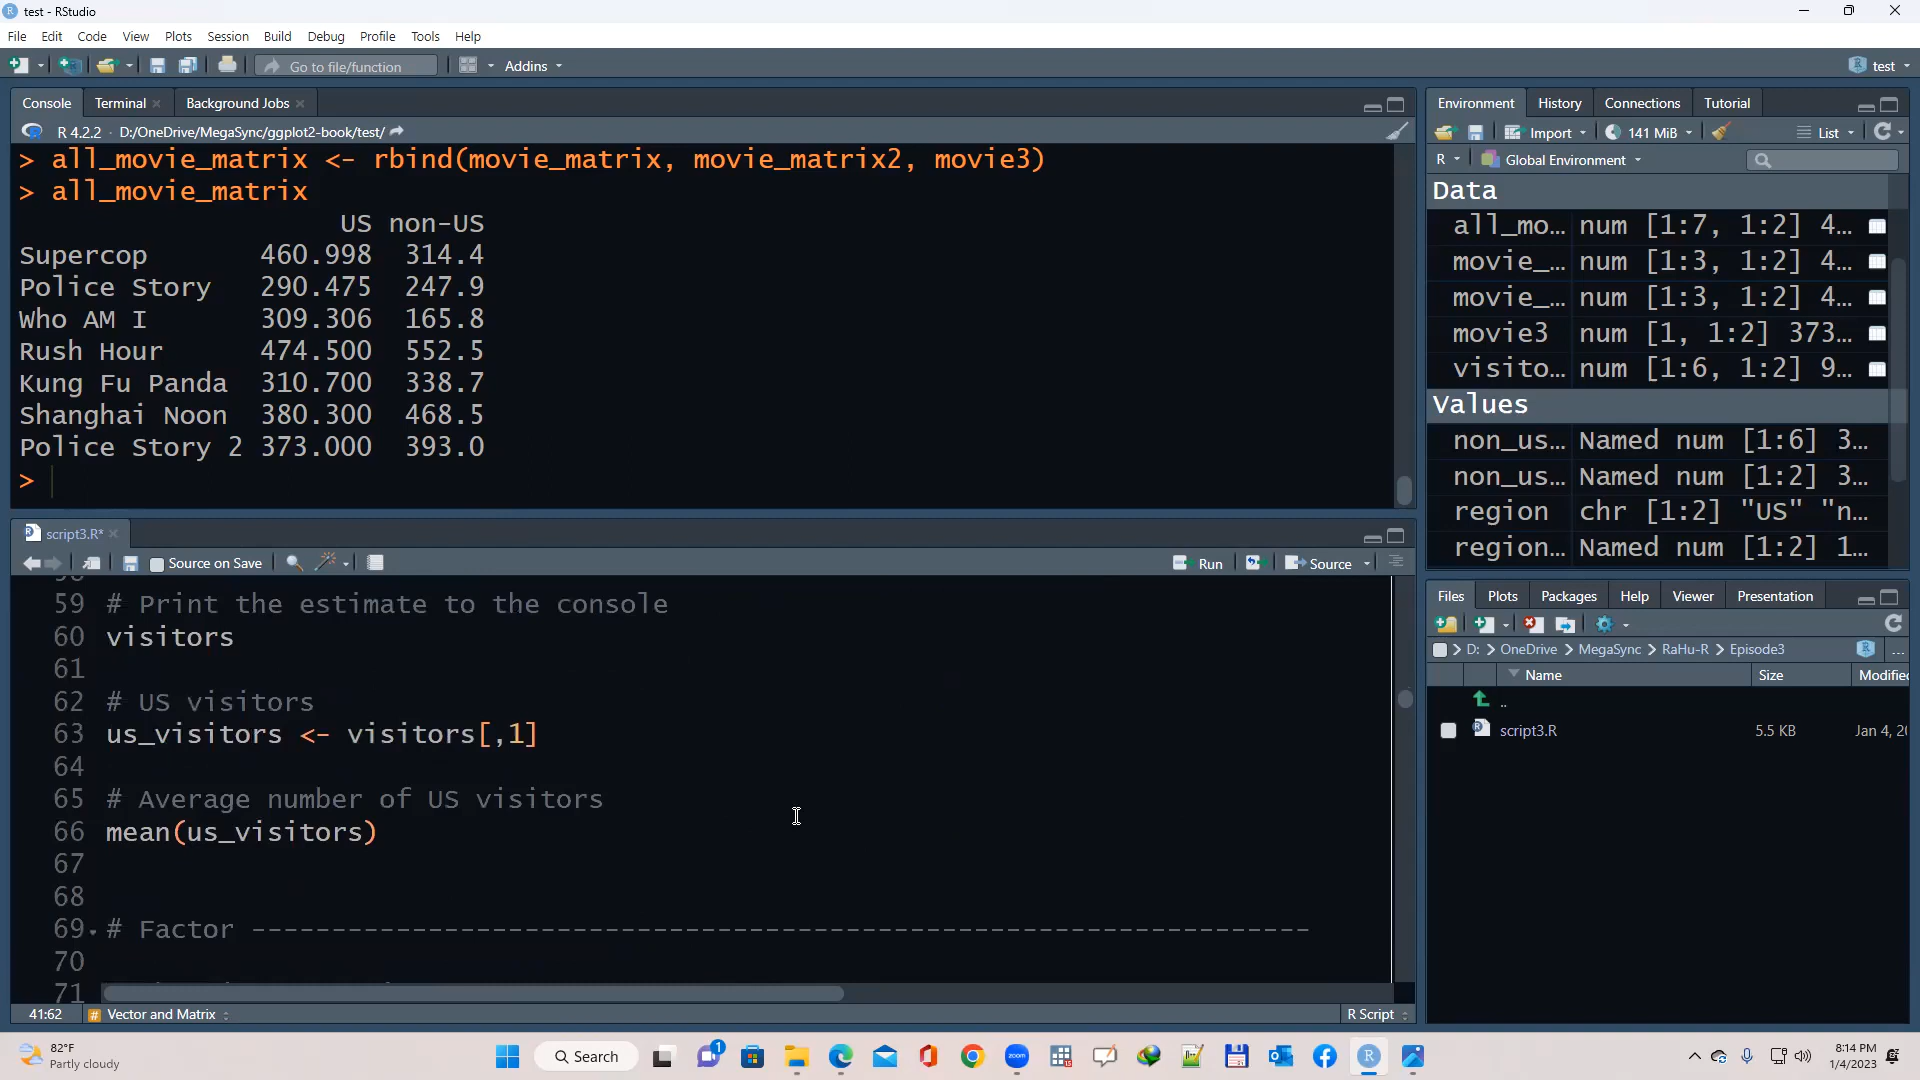 test - RStudio
File Edit Code View Plots Session Build Debug Profile Tools Help
Go to file/function Addins test
Console Terminal Background Jobs
R 4.2.2 · D:/OneDrive/MegaSync/ggplot2-book/test/
> all_movie_matrix <- rbind(movie_matrix, movie_matrix2, movie3)
> all_movie_matrix
US non-US
Supercop 460.998 314.4
Police Story 290.475 247.9
Who AM I 309.306 165.8
Rush Hour 474.500 552.5
Kung Fu Panda 310.700 338.7
Shanghai Noon 380.300 468.5
Police Story 2 373.000 393.0
>
script3.R*
Source on Save Run Source
59 # Print the estimate to the console
60 visitors
61
62 # US visitors
63 us_visitors <- visitors[,1]
64
65 # Average number of US visitors
66 mean(us_visitors)
67
68
69 # Factor ------------------------------------------------------------------
70
71
41:62 # Vector and Matrix R Script
Environment History Connections Tutorial
Import 141 MiB List
R Global Environment
Data
all_mo… num [1:7, 1:2] 4…
movie_… num [1:3, 1:2] 4…
movie_… num [1:3, 1:2] 4…
movie3 num [1, 1:2] 373…
visito… num [1:6, 1:2] 9…
Values
non_us… Named num [1:6] 3…
non_us… Named num [1:2] 3…
region chr [1:2] "US" "n…
region… Named num [1:2] 1…
Files Plots Packages Help Viewer Presentation
D: > OneDrive > MegaSync > RaHu-R > Episode3 ...
Name Size Modifie
..
script3.R 5.5 KB Jan 4, 20
82°F
Partly cloudy
Search
1
zoom
8:14 PM
1/4/2023